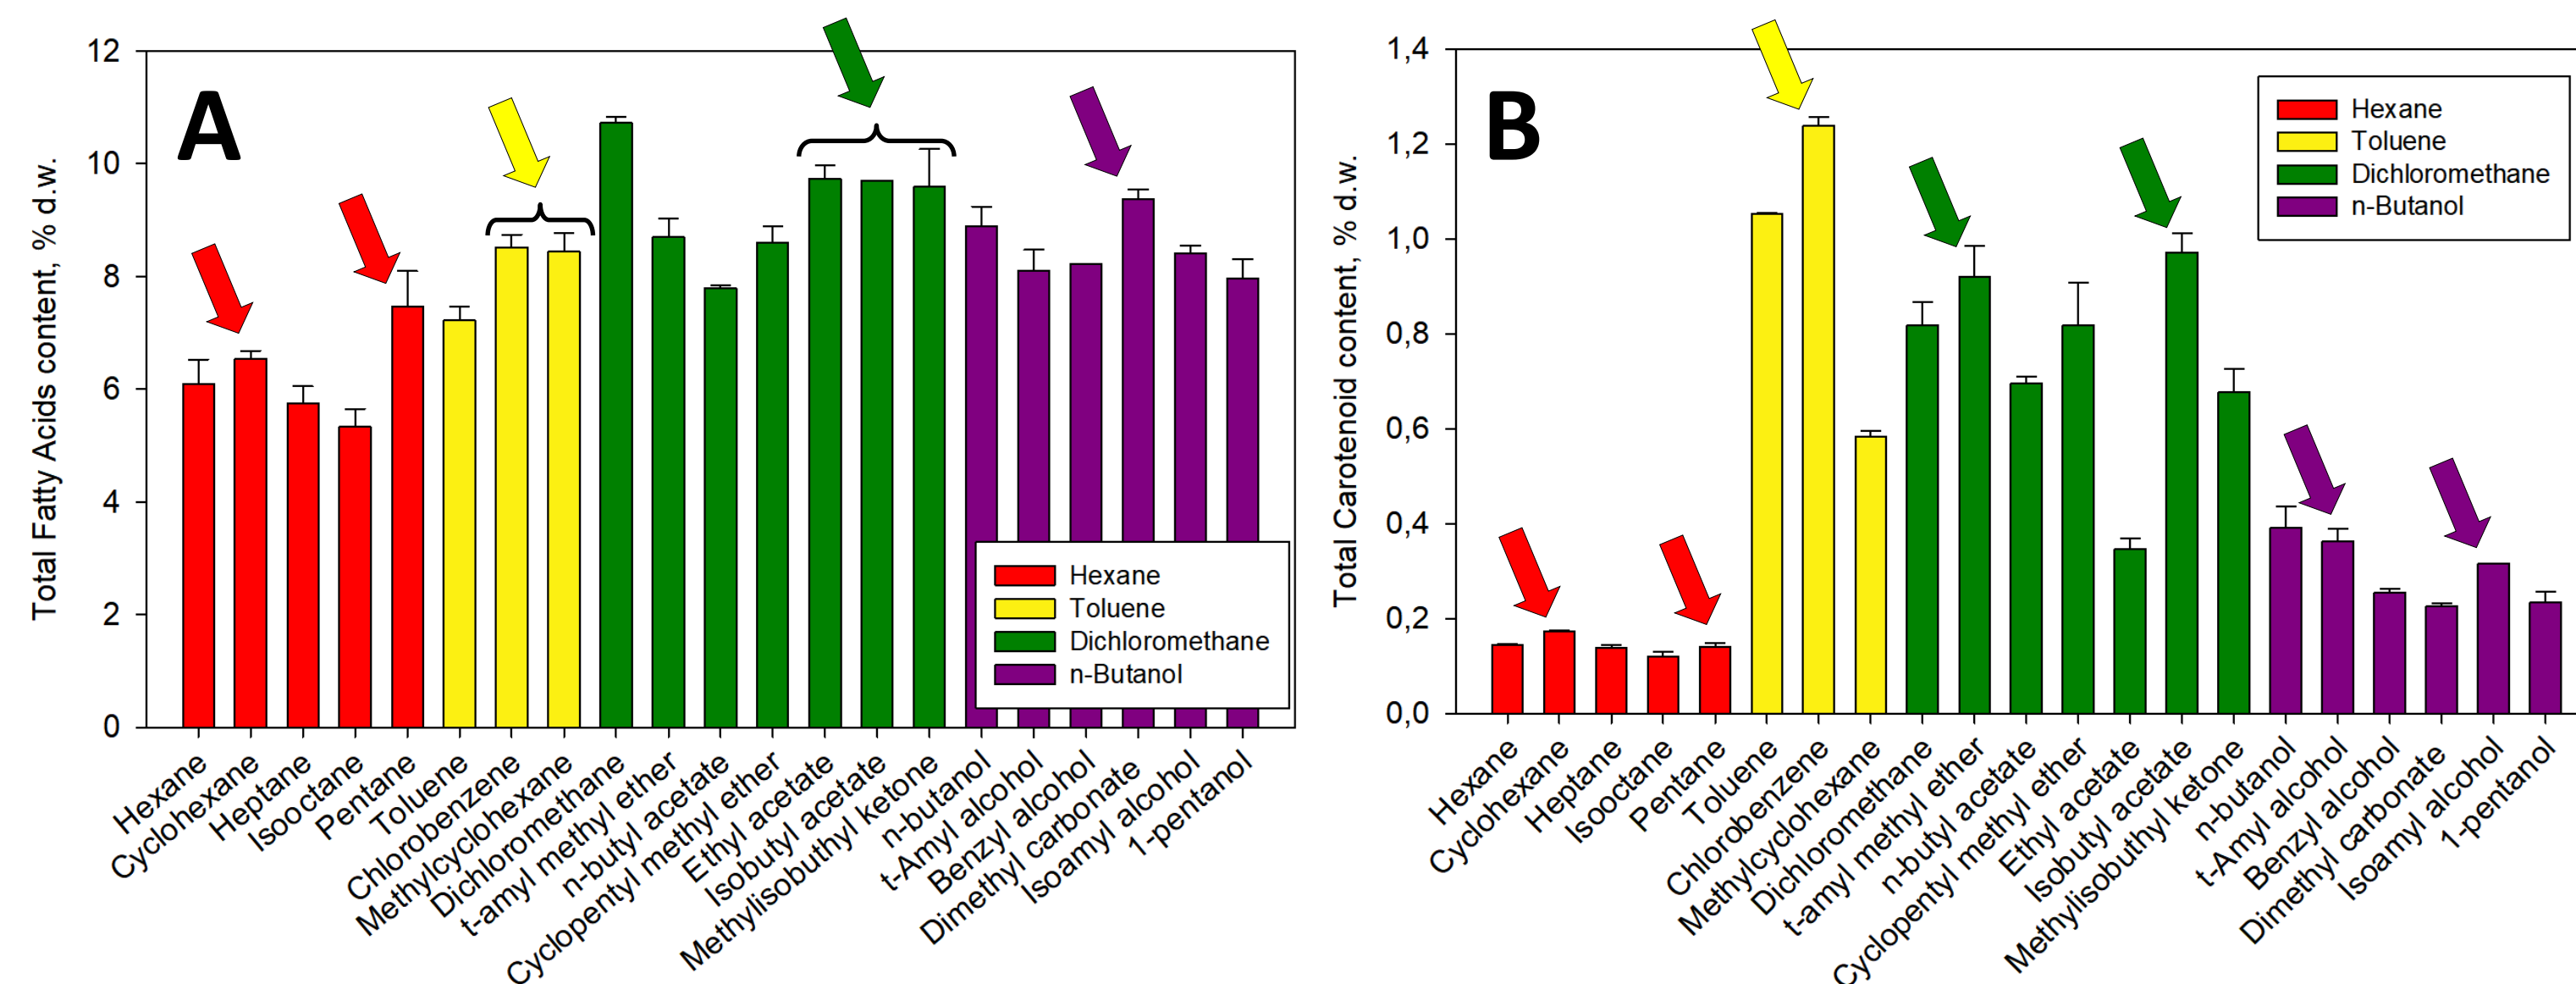 A
Total Fatty Acids content, % d.w.
12
10
8
6
4
2
0
Hexane
Toluene
Dichloromethane
n-Butanol
Hexane
Cyclohexane
Heptane
Isooctane
Pentane
Toluene
Chlorobenzene
Methylcyclohexane
Dichloromethane
t-amyl methyl ether
n-butyl acetate
Cyclopentyl methyl ether
Ethyl acetate
Isobutyl acetate
Methylisobuthyl ketone
n-butanol
t-Amyl alcohol
Benzyl alcohol
Dimethyl carbonate
Isoamyl alcohol
1-pentanol
B
Total Carotenoid content, % d.w.
1,4
1,2
1,0
0,8
0,6
0,4
0,2
0,0
Hexane
Toluene
Dichloromethane
n-Butanol
Hexane
Cyclohexane
Heptane
Isooctane
Pentane
Toluene
Chlorobenzene
Methylcyclohexane
Dichloromethane
t-amyl methyl ether
n-butyl acetate
Cyclopentyl methyl ether
Ethyl acetate
Isobutyl acetate
Methylisobuthyl ketone
n-butanol
t-Amyl alcohol
Benzyl alcohol
Dimethyl carbonate
Isoamyl alcohol
1-pentanol